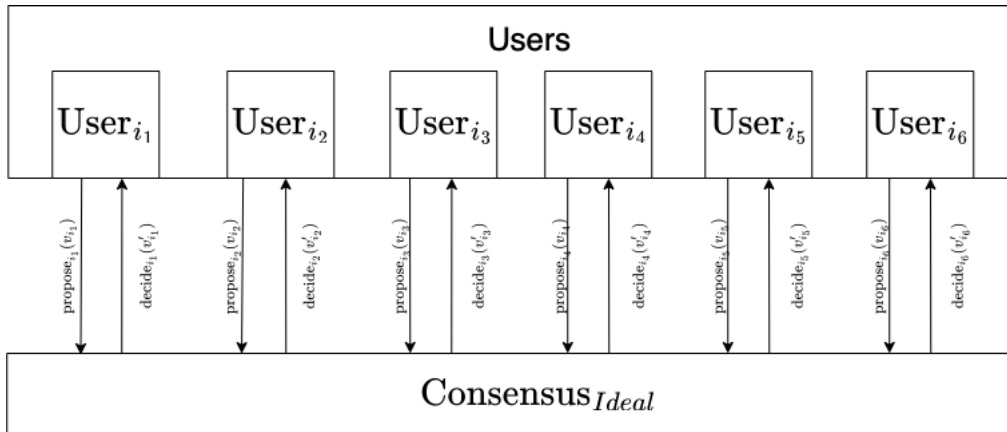 Users
User_{i_1} User_{i_2} User_{i_3} User_{i_4} User_{i_5} User_{i_6}
propose_{i_1}(v_{i_1})
decide_{i_1}(v'_{i_1})
propose_{i_2}(v_{i_2})
decide_{i_2}(v'_{i_2})
propose_{i_3}(v_{i_3})
decide_{i_3}(v'_{i_3})
propose_{i_4}(v_{i_4})
decide_{i_4}(v'_{i_4})
propose_{i_5}(v_{i_5})
decide_{i_5}(v'_{i_5})
propose_{i_6}(v_{i_6})
decide_{i_6}(v'_{i_6})
Consensus_{Ideal}